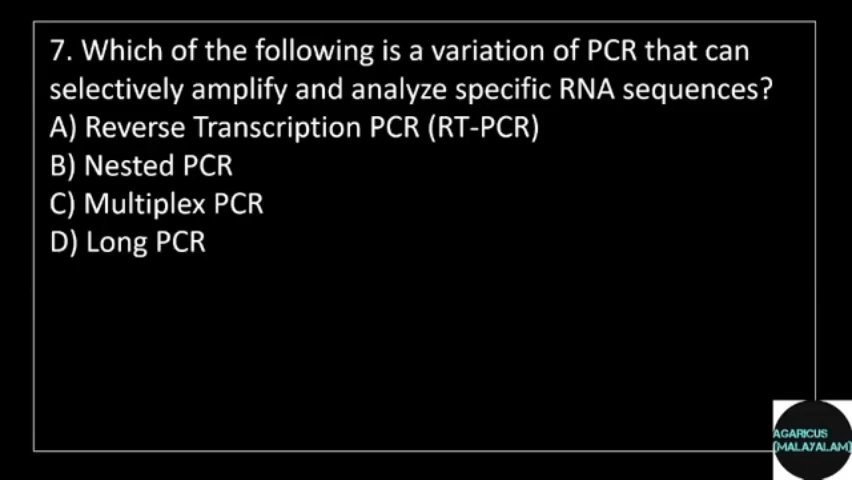 7. Which of the following is a variation of PCR that can
selectively amplify and analyze specific RNA sequences?
A) Reverse Transcription PCR (RT-PCR)
B) Nested PCR
C) Multiplex PCR
D) Long PCR
AGARICUS
(MALAYALAM)